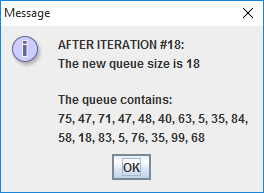 Message
AFTER ITERATION #18:
The new queue size is 18
The queue contains:
75, 47, 71, 47, 48, 40, 63, 5, 35, 84,
58, 18, 83, 5, 76, 35, 99, 68
OK